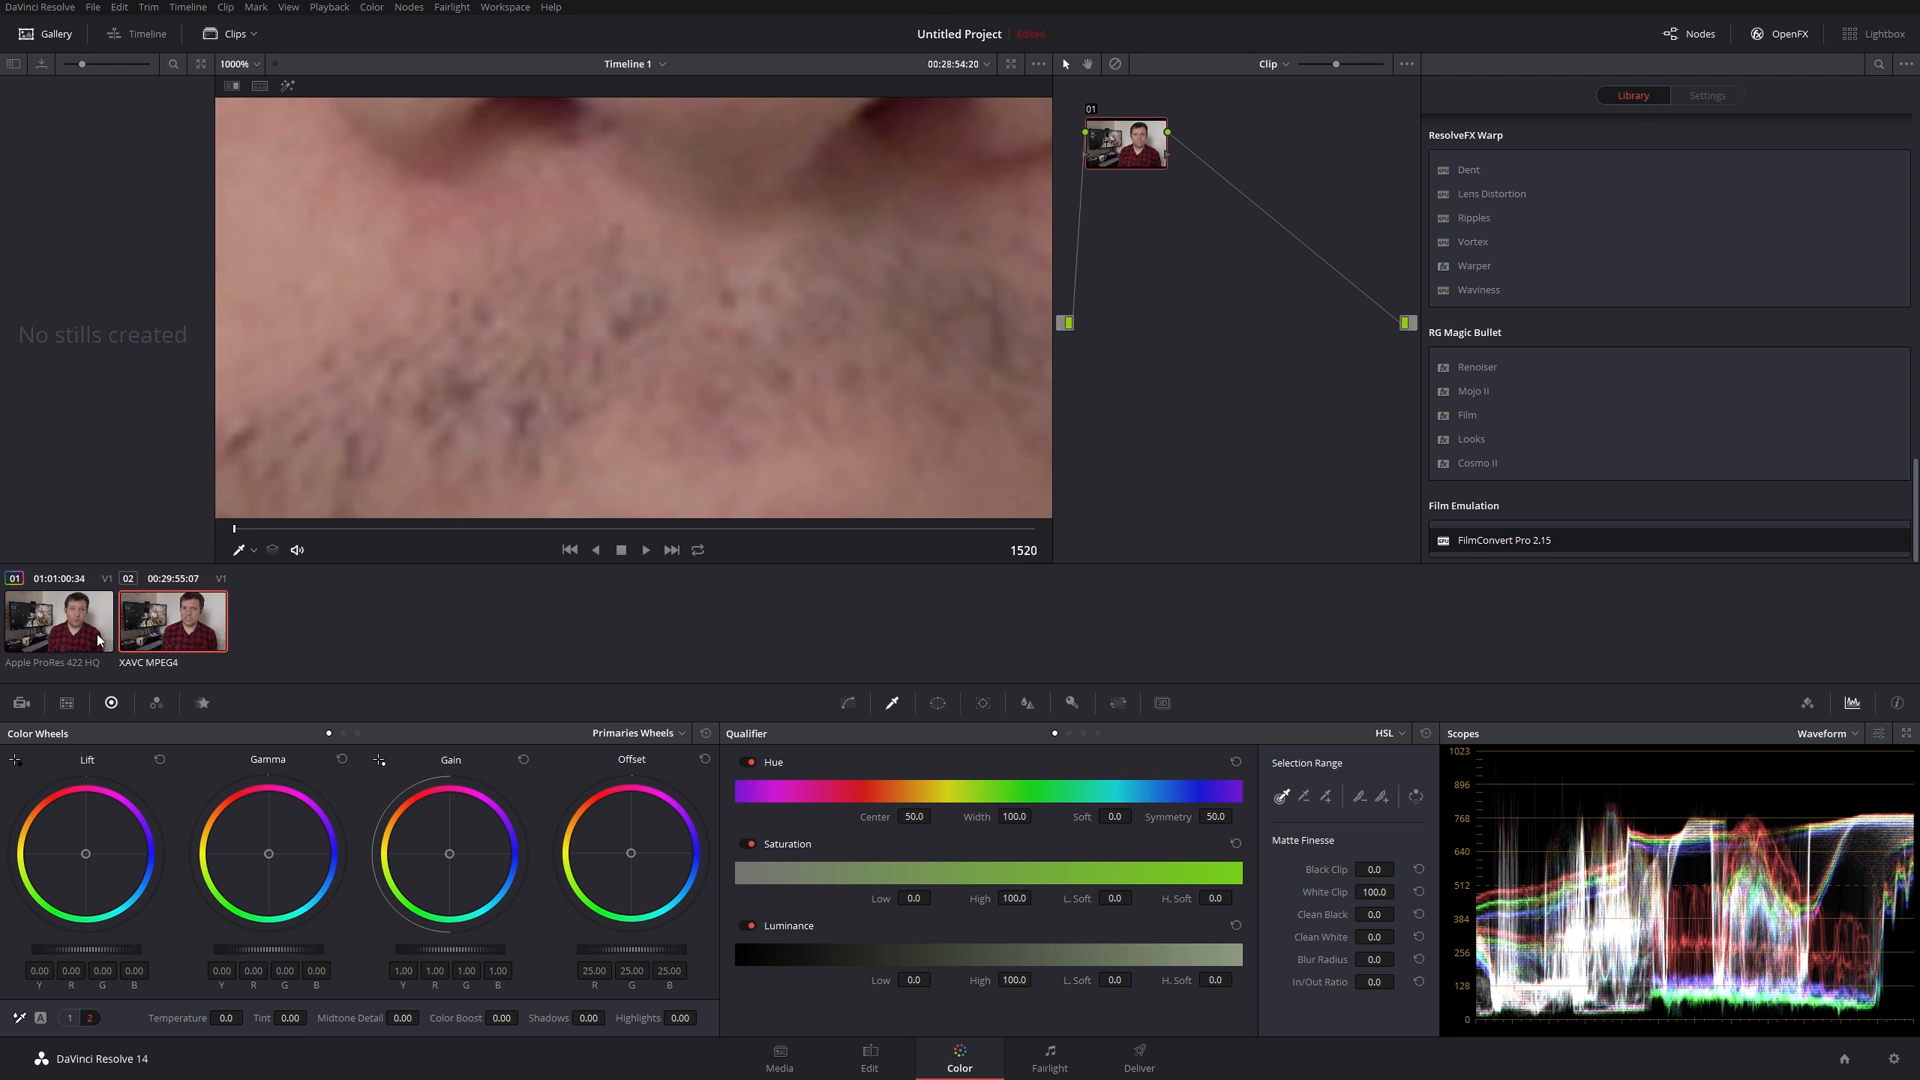 DaVinci Resolve File Edit Trim Timeline Clip Mark View Playback Color Nodes Fairlight Workspace Help
Gallery Timeline Clips Untitled Project Edited Nodes OpenFX Lightbox
1000% Timeline 1 00:28:54:20 Clip
Library Settings
01
ResolveFX Warp
Dent
Lens Distortion
Ripples
Vortex
Warper
Waviness
No stills created
RG Magic Bullet
Renoiser
Mojo II
Film
Looks
Cosmo II
Film Emulation
FilmConvert Pro 2.15
1520
01 01:01:00:34 V1 02 00:29:55:07 V1
Apple ProRes 422 HQ XAVC MPEG4
Color Wheels Primaries Wheels Qualifier HSL Scopes Waveform
Lift Gamma Gain Offset
Hue
Center 50.0 Width 100.0 Soft 0.0 Symmetry 50.0
Saturation
Low 0.0 High 100.0 L. Soft 0.0 H. Soft 0.0
Luminance
Low 0.0 High 100.0 L. Soft 0.0 H. Soft 0.0
Selection Range
Matte Finesse
Black Clip 0.0
White Clip 100.0
Clean Black 0.0
Clean White 0.0
Blur Radius 0.0
In/Out Ratio 0.0
1023
896
768
640
512
384
256
128
0
0.00 0.00 0.00 0.00 0.00 0.00 0.00 0.00 1.00 1.00 1.00 1.00 25.00 25.00 25.00
Y R G B Y R G B Y R G B R G B
A 1 2 Temperature 0.0 Tint 0.00 Midtone Detail 0.00 Color Boost 0.00 Shadows 0.00 Highlights 0.00
DaVinci Resolve 14 Media Edit Color Fairlight Deliver